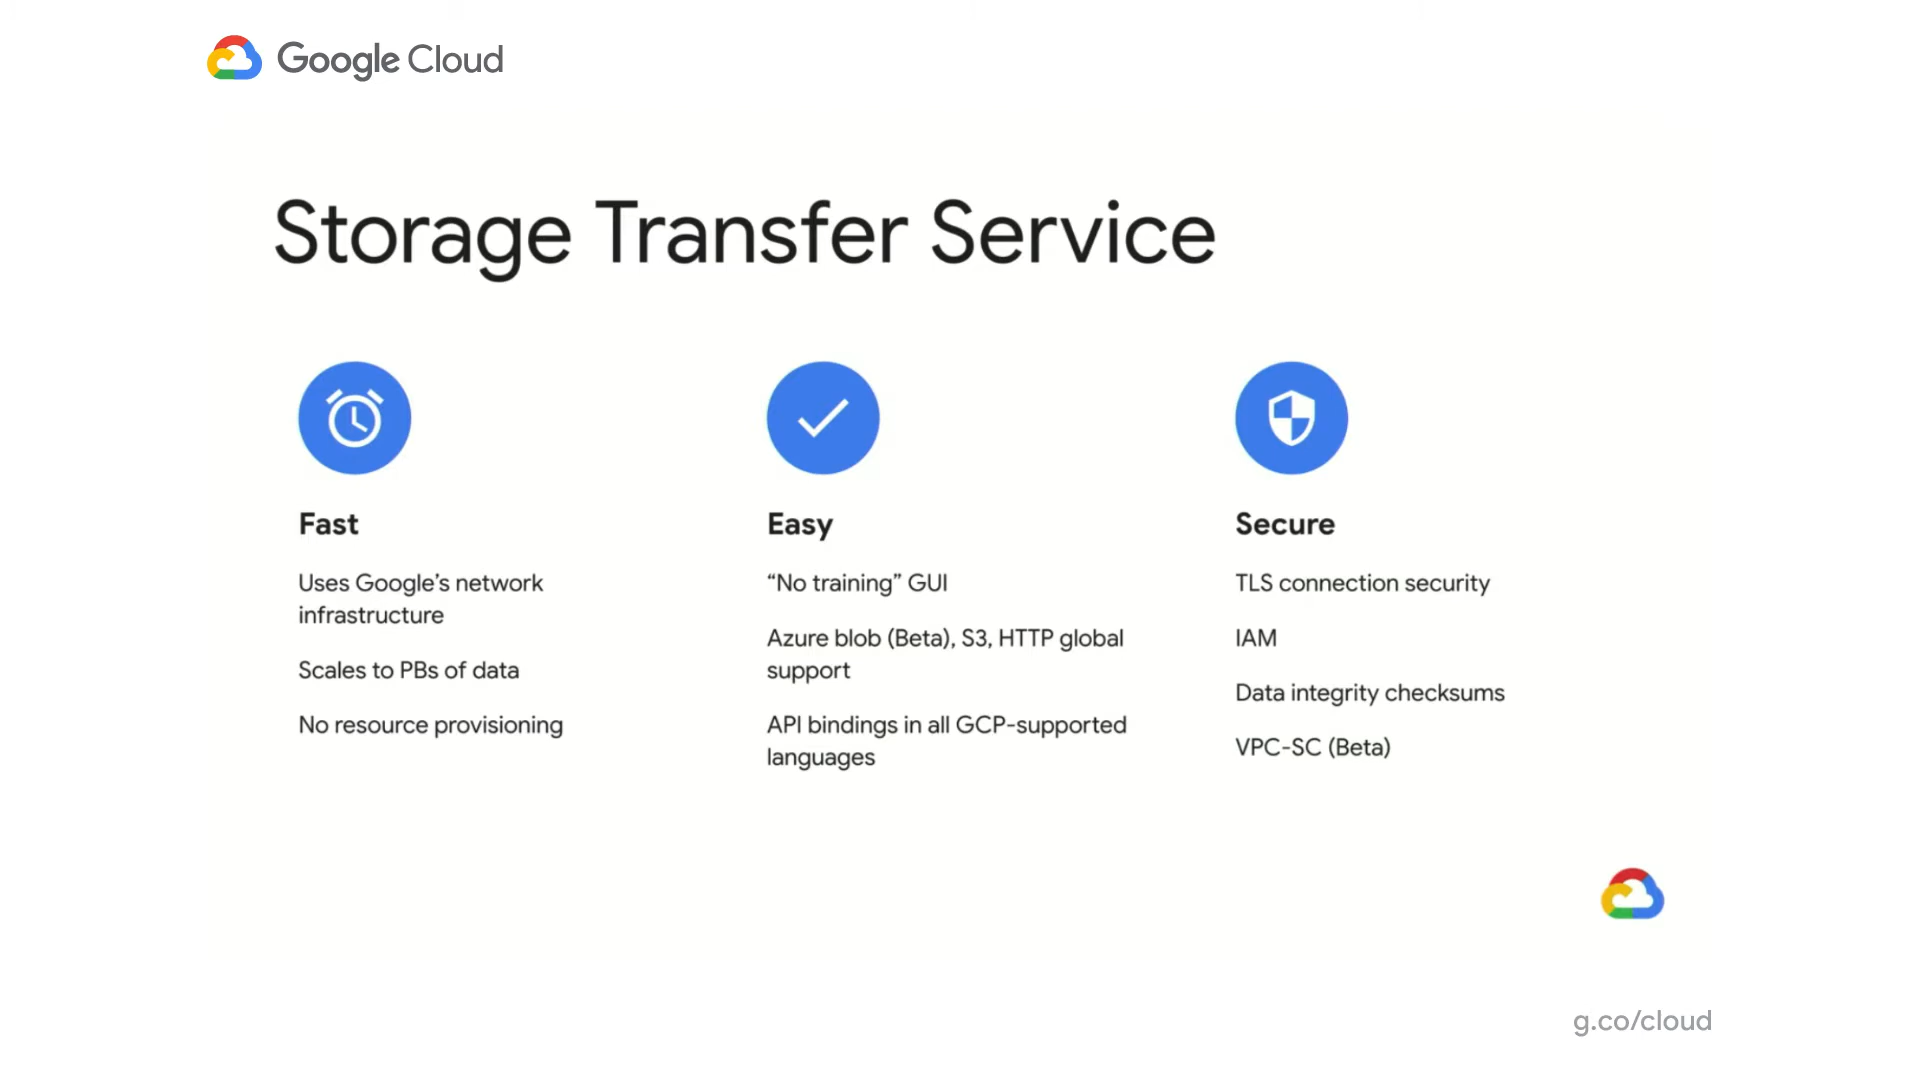 Google Cloud
Storage Transfer Service
Fast
Uses Google’s network
infrastructure
Scales to PBs of data
No resource provisioning
Easy
“No training” GUI
Azure blob (Beta), S3, HTTP global
support
API bindings in all GCP-supported
languages
Secure
TLS connection security
IAM
Data integrity checksums
VPC-SC (Beta)
g.co/cloud